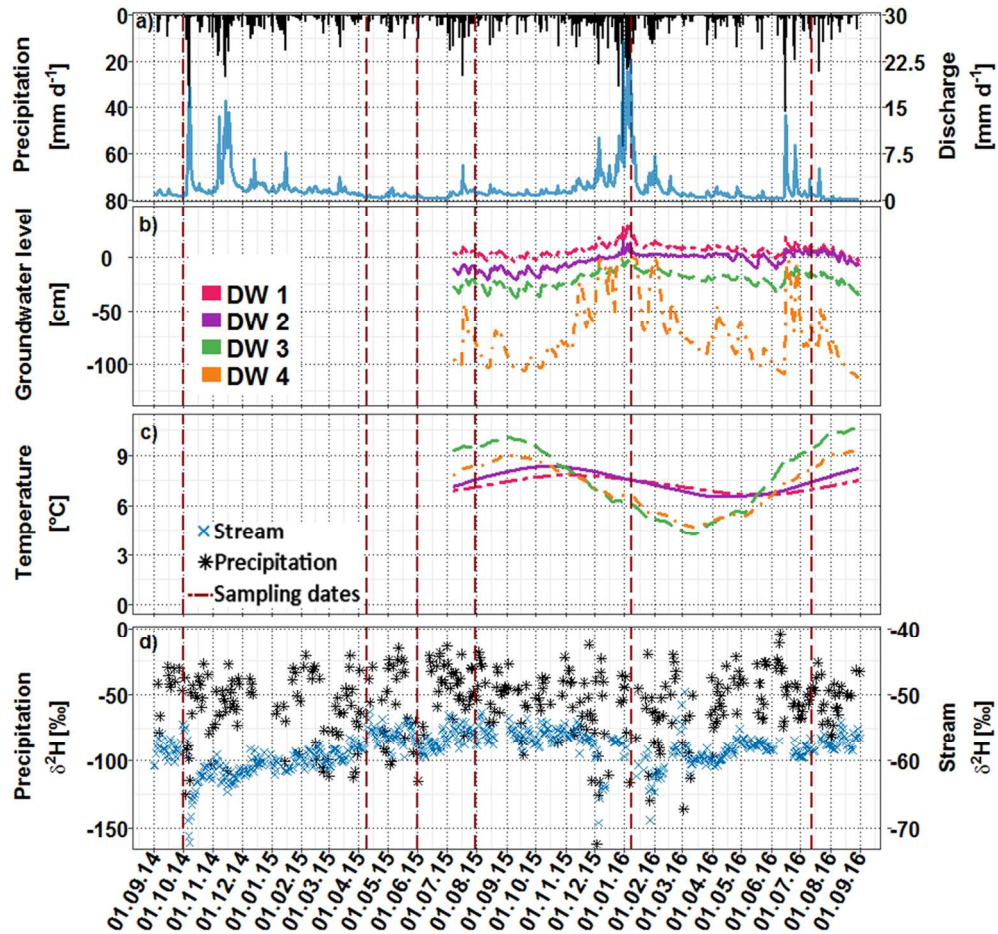 a)
Precipitation
[mm d⁻¹]
0
20
40
60
80
30
22.5
15
7.5
0
Discharge
[mm d⁻¹]
b)
Groundwater level
[cm]
0
-50
-100
DW 1
DW 2
DW 3
DW 4
c)
Temperature
[°C]
9
6
3
0
Stream
Precipitation
Sampling dates
d)
Precipitation
δ²H [‰]
0
-50
-100
-150
-40
-50
-60
-70
Stream
δ²H [‰]
01.09.14
01.10.14
01.11.14
01.12.14
01.01.15
01.02.15
01.03.15
01.04.15
01.05.15
01.06.15
01.07.15
01.08.15
01.09.15
01.10.15
01.11.15
01.12.15
01.01.16
01.02.16
01.03.16
01.04.16
01.05.16
01.06.16
01.07.16
01.08.16
01.09.16